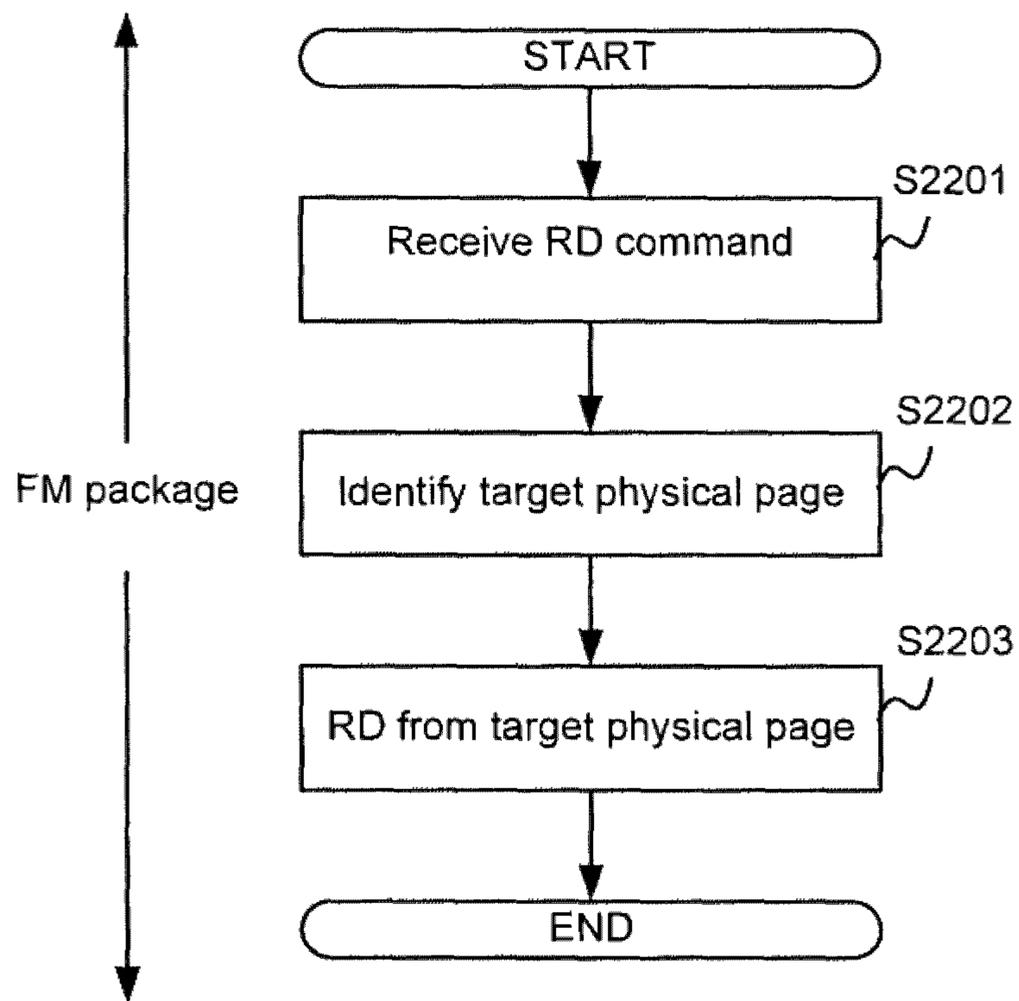 START
S2201
Receive RD command
S2202
FM package
Identify target physical page
S2203
RD from target physical page
END